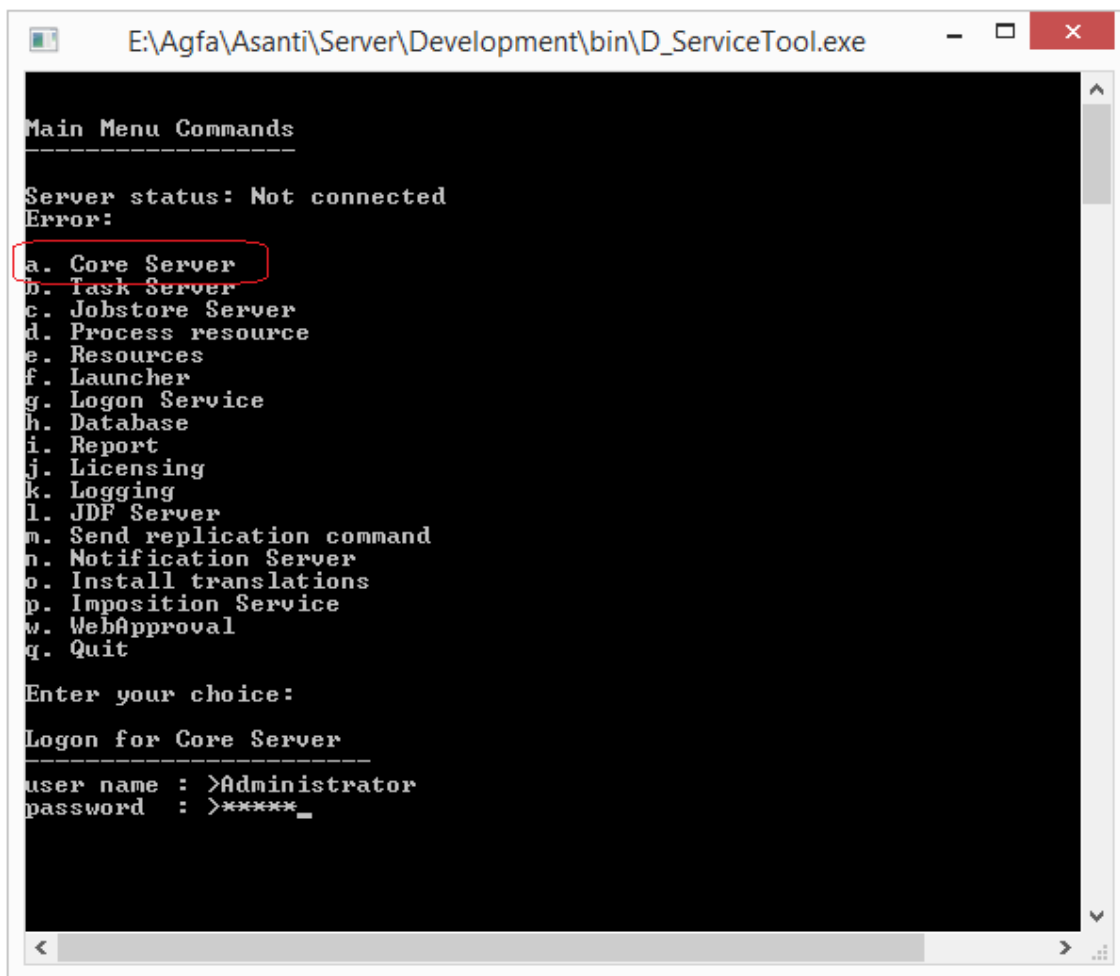 E:\Agfa\Asanti\Server\Development\bin\D_ServiceTool.exe
Main Menu Commands
------------------
Server status: Not connected
Error:
a. Core Server
b. Task Server
c. Jobstore Server
d. Process resource
e. Resources
f. Launcher
g. Logon Service
h. Database
i. Report
j. Licensing
k. Logging
l. JDF Server
m. Send replication command
n. Notification Server
o. Install translations
p. Imposition Service
w. WebApproval
q. Quit
Enter your choice:
Logon for Core Server
-----------------------
user name : >Administrator
password  : >*****_